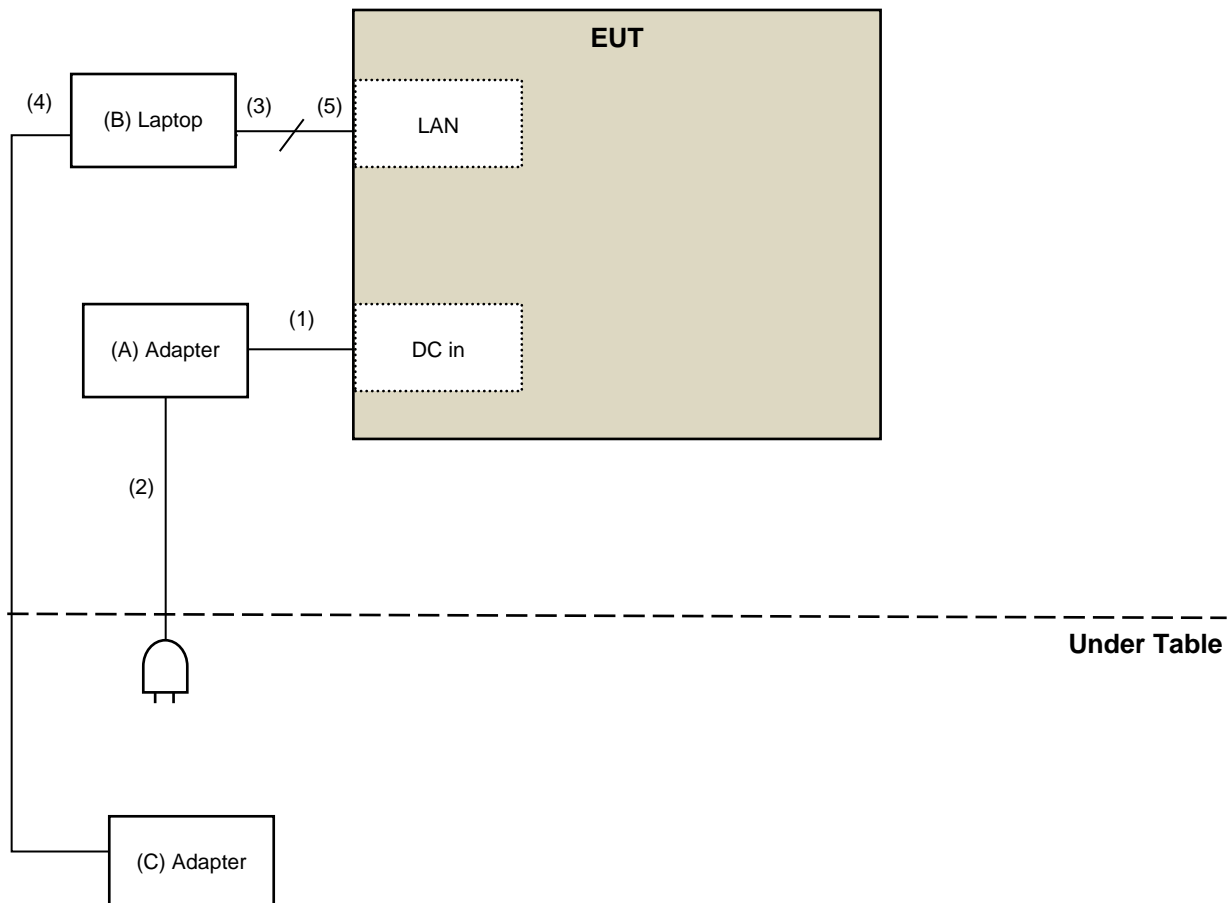 EUT
(4)
(B) Laptop
(3)
(5)
LAN
(A) Adapter
(1)
DC in
(2)
Under Table
(C) Adapter